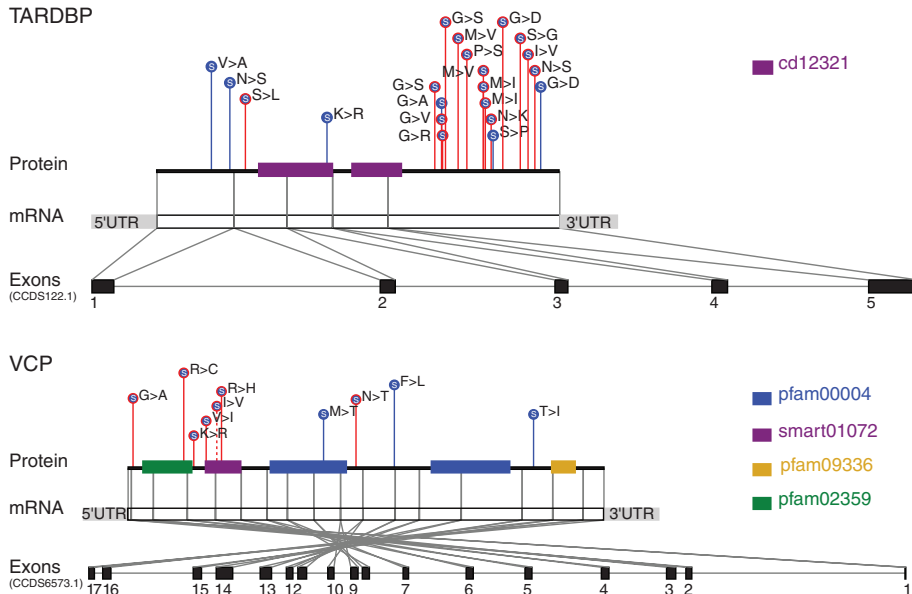 TARDBP
G>S
G>D
M>V
S>G
P>S
I>V
V>A
M>V
N>S
N>S
G>S
M>I
G>D
S>L
G>A
M>I
K>R
G>V
N>K
G>R
S>P
cd12321
Protein
mRNA
5'UTR
3'UTR
Exons
(CCDS122.1)
1
2
3
4
5
VCP
R>C
F>L
G>A
R>H
N>T
I>V
M>T
T>I
V>I
K>R
pfam00004
smart01072
pfam09336
pfam02359
Protein
mRNA
5'UTR
3'UTR
Exons
(CCDS6573.1)
17
16
15
14
13
12
10
9
7
6
5
4
3
2
1
S